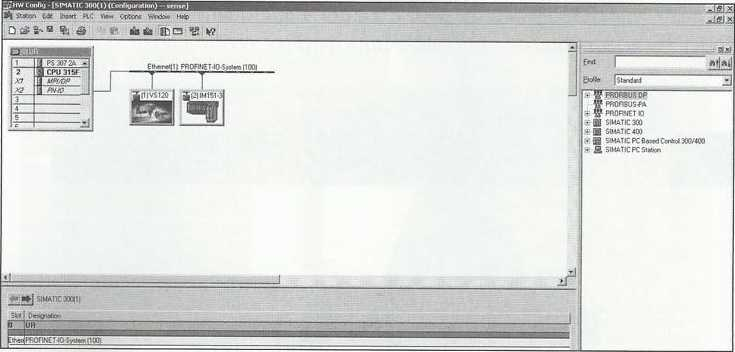 HW Config - [SIMATIC 300(1) (Configuration) -- sense]
Station Edit Insert PLC View Options Window Help
(0) UR
1 PS 307 2A
2 CPU 315F
X1 MPI/DP
X2 PN-IO
3
4
5
Ethernet(1): PROFINET-IO-System (100)
(1) VS120
(2) IM151-3
Find:
Profile: Standard
PROFIBUS DP
PROFIBUS-PA
PROFINET IO
SIMATIC 300
SIMATIC 400
SIMATIC PC Based Control 300/400
SIMATIC PC Station
SIMATIC 300(1)
Slot Designation
0 UR
Ether PROFINET-IO-System (100)